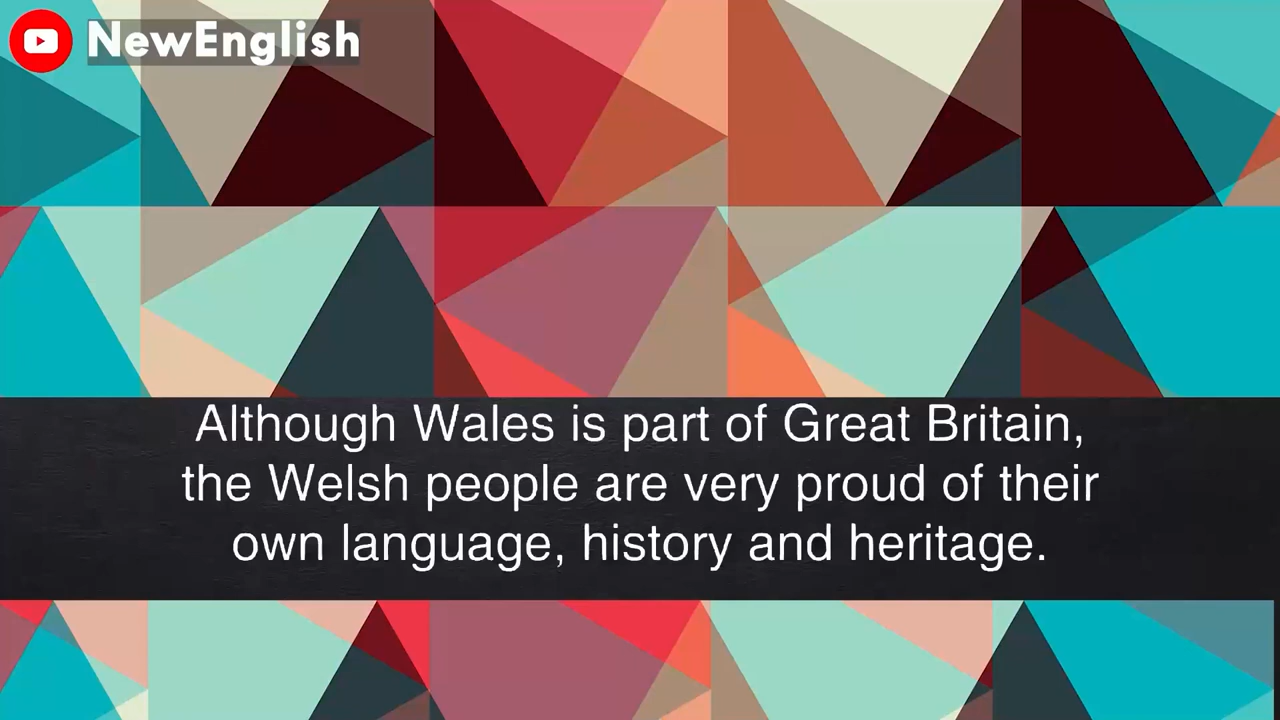 NewEnglish
Although Wales is part of Great Britain,
the Welsh people are very proud of their
own language, history and heritage.